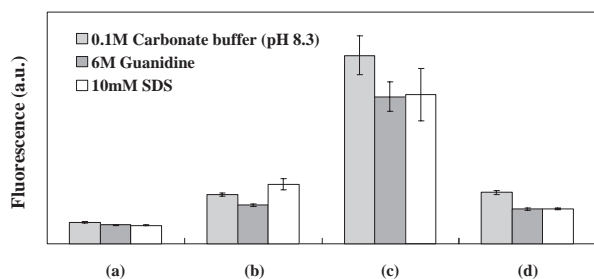 0.1M Carbonate buffer (pH 8.3)
6M Guanidine
10mM SDS
Fluorescence (a.u.)
(a) (b) (c) (d)